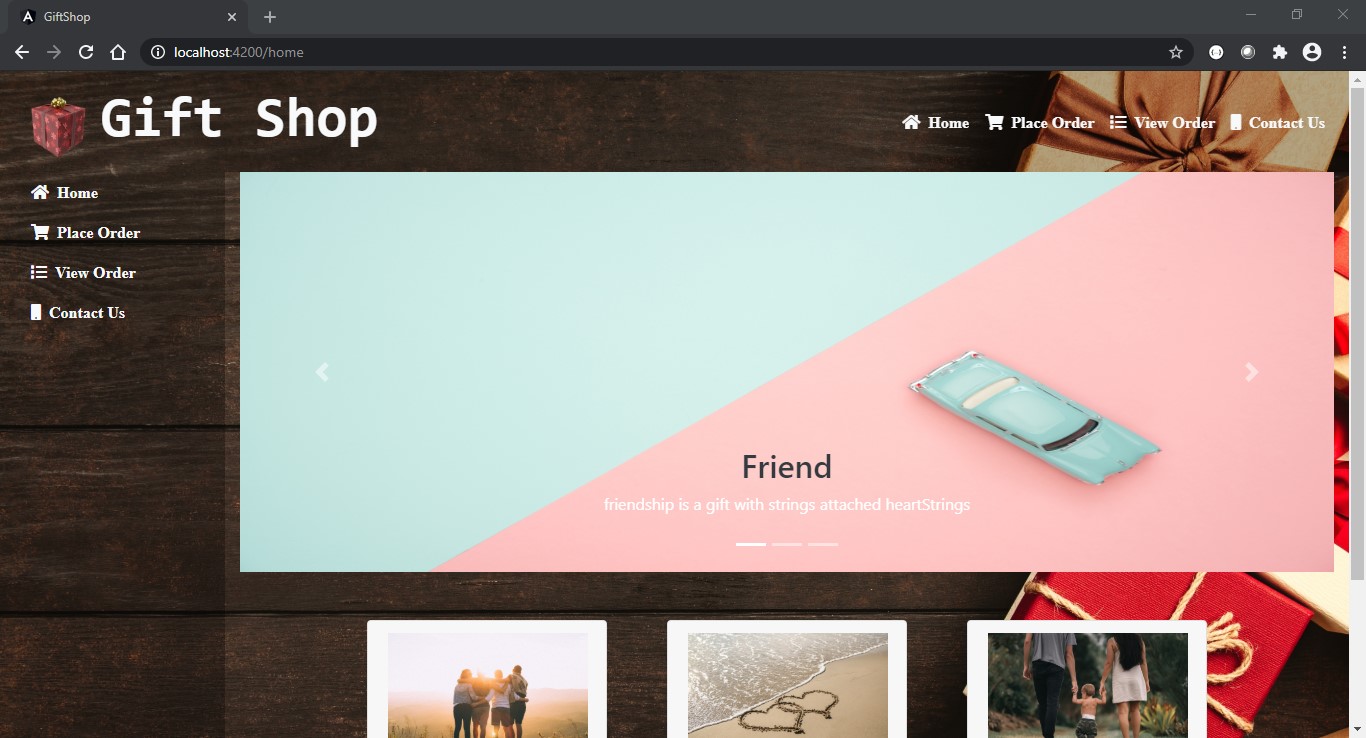 GiftShop
localhost:4200/home
Gift Shop
Home Place Order View Order Contact Us
Home
Place Order
View Order
Contact Us
Friend
friendship is a gift with strings attached heartStrings